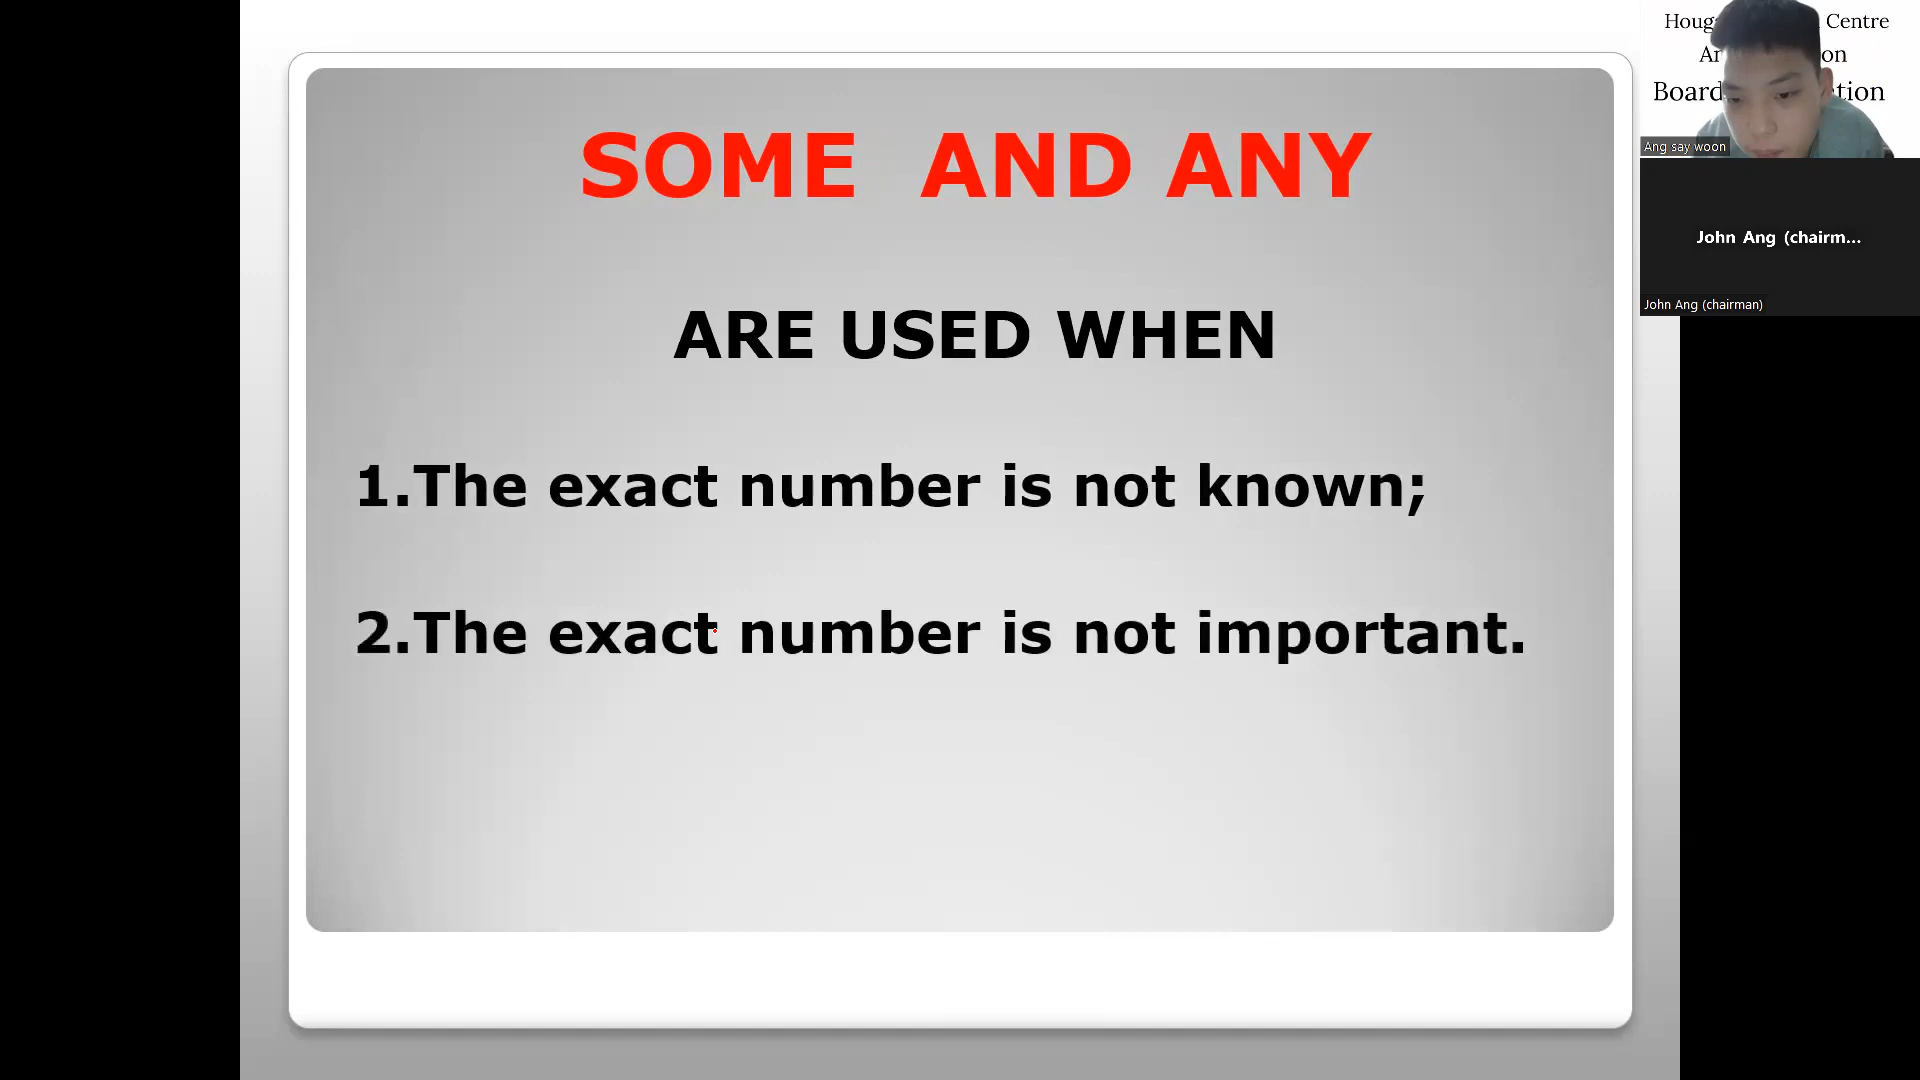 SOME AND ANY
ARE USED WHEN
1.The exact number is not known;
2.The exact number is not important.
Centre
on
Board
Ang say woon
John Ang (chairm...
John Ang (chairman)